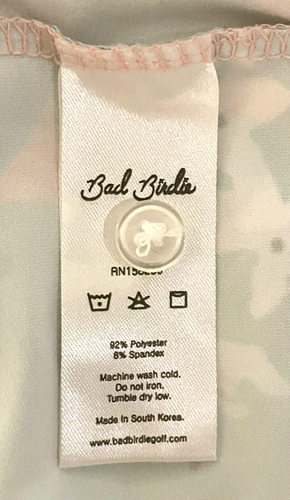 Bad Birdie
92% Polyester
8% Spandex
Machine wash cold.
Do not iron.
Tumble dry low.
Made in South Korea.
www.badbirdiegolf.com